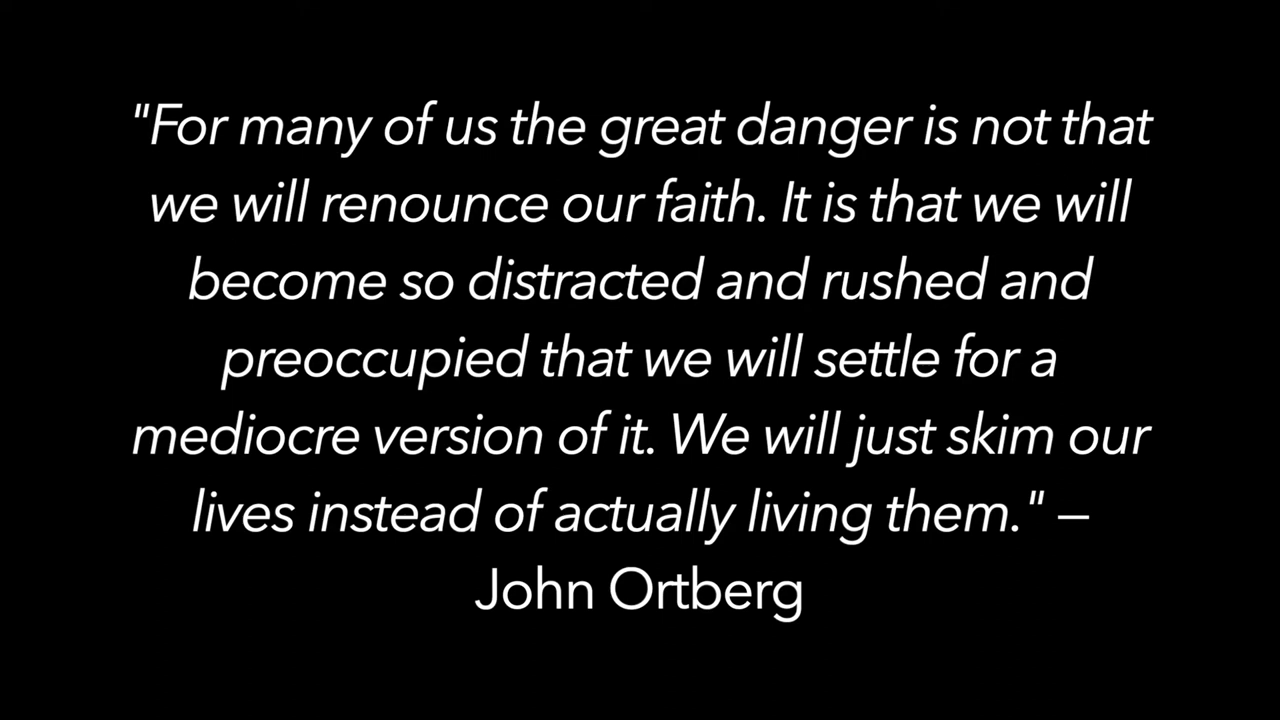 "For many of us the great danger is not that
we will renounce our faith. It is that we will
become so distracted and rushed and
preoccupied that we will settle for a
mediocre version of it. We will just skim our
lives instead of actually living them." –
John Ortberg